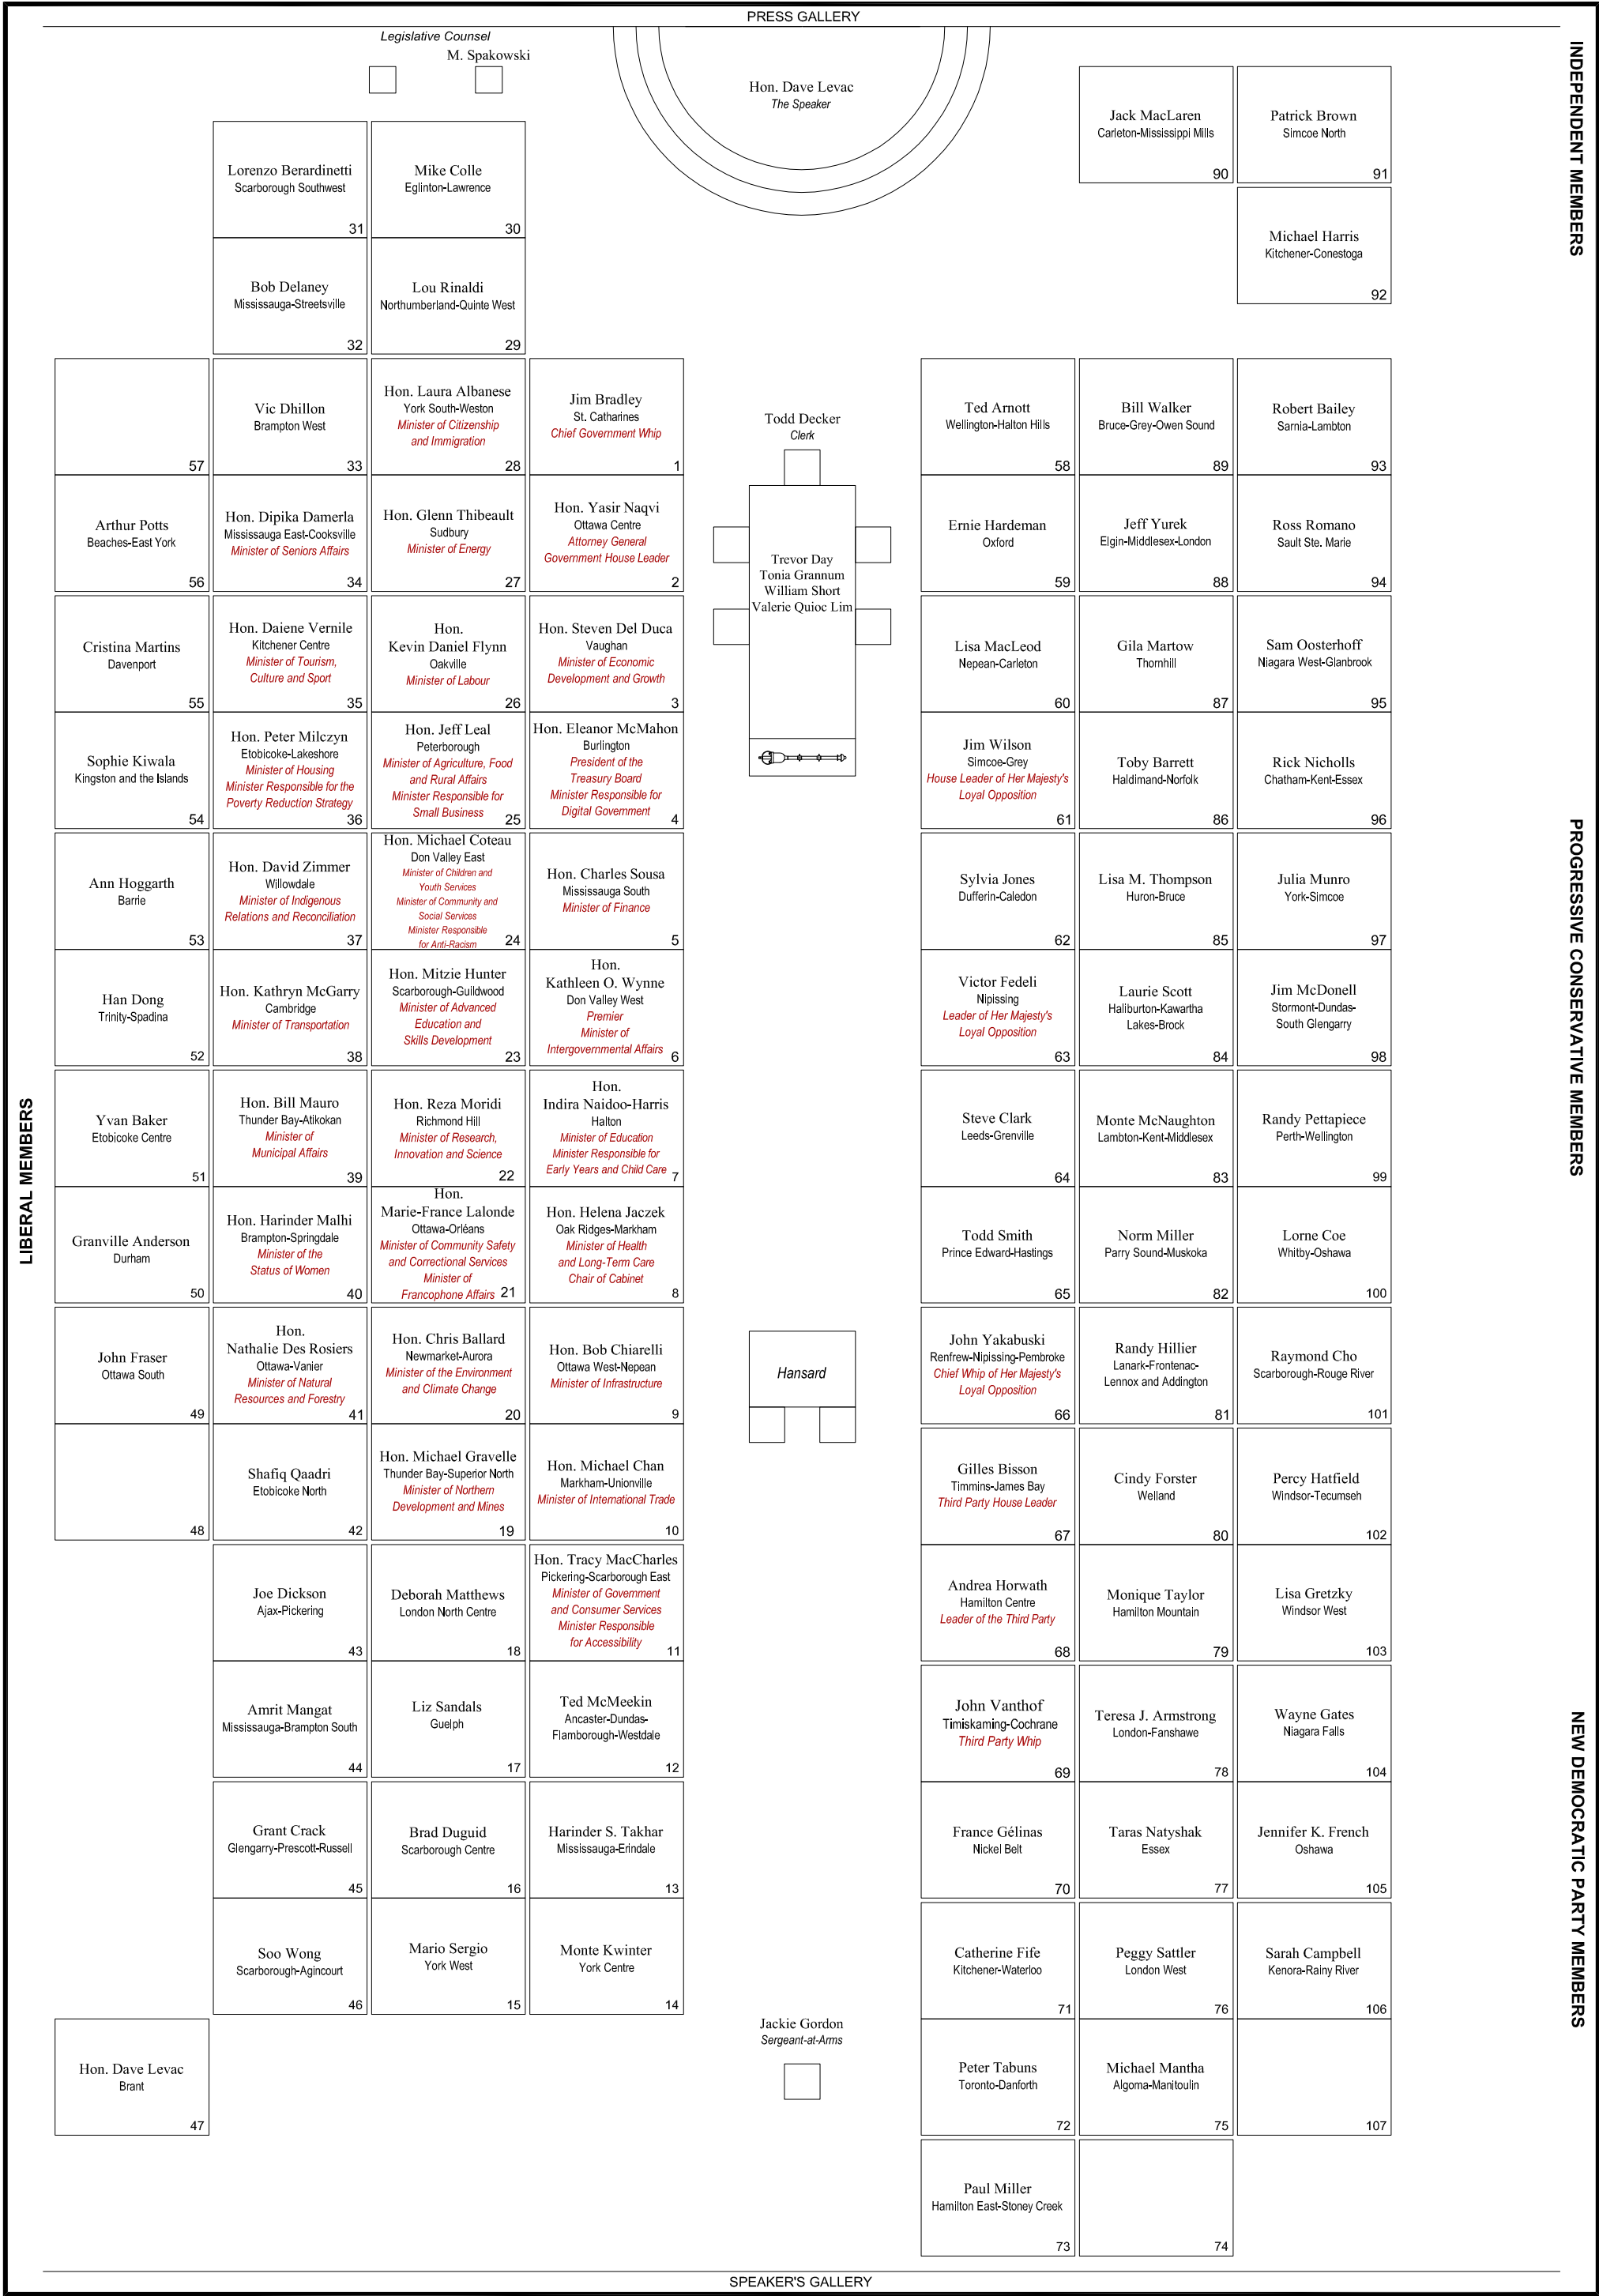 PRESS GALLERY
Legislative Counsel
M. Spakowski
Hon. Dave Levac
The Speaker
INDEPENDENT MEMBERS
Jack MacLaren
Carleton-Mississippi Mills
90
Patrick Brown
Simcoe North
91
Michael Harris
Kitchener-Conestoga
92
Lorenzo Berardinetti
Scarborough Southwest
31
Mike Colle
Eglinton-Lawrence
30
Bob Delaney
Mississauga-Streetsville
32
Lou Rinaldi
Northumberland-Quinte West
29
57
Vic Dhillon
Brampton West
33
Hon. Laura Albanese
York South-Weston
Minister of Citizenship
and Immigration
28
Jim Bradley
St. Catharines
Chief Government Whip
1
Todd Decker
Clerk
Ted Arnott
Wellington-Halton Hills
58
Bill Walker
Bruce-Grey-Owen Sound
89
Robert Bailey
Sarnia-Lambton
93
Arthur Potts
Beaches-East York
56
Hon. Dipika Damerla
Mississauga East-Cooksville
Minister of Seniors Affairs
34
Hon. Glenn Thibeault
Sudbury
Minister of Energy
27
Hon. Yasir Naqvi
Ottawa Centre
Attorney General
Government House Leader
2
Trevor Day
Tonia Grannum
William Short
Valerie Quioc Lim
Ernie Hardeman
Oxford
59
Jeff Yurek
Elgin-Middlesex-London
88
Ross Romano
Sault Ste. Marie
94
Cristina Martins
Davenport
55
Hon. Daiene Vernile
Kitchener Centre
Minister of Tourism,
Culture and Sport
35
Hon.
Kevin Daniel Flynn
Oakville
Minister of Labour
26
Hon. Steven Del Duca
Vaughan
Minister of Economic
Development and Growth
3
Lisa MacLeod
Nepean-Carleton
60
Gila Martow
Thornhill
87
Sam Oosterhoff
Niagara West-Glanbrook
95
Sophie Kiwala
Kingston and the Islands
54
Hon. Peter Milczyn
Etobicoke-Lakeshore
Minister of Housing
Minister Responsible for the
Poverty Reduction Strategy
36
Hon. Jeff Leal
Peterborough
Minister of Agriculture, Food
and Rural Affairs
Minister Responsible for
Small Business
25
Hon. Eleanor McMahon
Burlington
President of the
Treasury Board
Minister Responsible for
Digital Government
4
Jim Wilson
Simcoe-Grey
House Leader of Her Majesty's
Loyal Opposition
61
Toby Barrett
Haldimand-Norfolk
86
Rick Nicholls
Chatham-Kent-Essex
96
PROGRESSIVE CONSERVATIVE MEMBERS
Ann Hoggarth
Barrie
53
Hon. David Zimmer
Willowdale
Minister of Indigenous
Relations and Reconciliation
37
Hon. Michael Coteau
Don Valley East
Minister of Children and
Youth Services
Minister of Community and
Social Services
Minister Responsible
for Anti-Racism
24
Hon. Charles Sousa
Mississauga South
Minister of Finance
5
Sylvia Jones
Dufferin-Caledon
62
Lisa M. Thompson
Huron-Bruce
85
Julia Munro
York-Simcoe
97
Han Dong
Trinity-Spadina
52
Hon. Kathryn McGarry
Cambridge
Minister of Transportation
38
Hon. Mitzie Hunter
Scarborough-Guildwood
Minister of Advanced
Education and
Skills Development
23
Hon.
Kathleen O. Wynne
Don Valley West
Premier
Minister of
Intergovernmental Affairs
6
Victor Fedeli
Nipissing
Leader of Her Majesty's
Loyal Opposition
63
Laurie Scott
Haliburton-Kawartha
Lakes-Brock
84
Jim McDonell
Stormont-Dundas-
South Glengarry
98
LIBERAL MEMBERS
Yvan Baker
Etobicoke Centre
51
Hon. Bill Mauro
Thunder Bay-Atikokan
Minister of
Municipal Affairs
39
Hon. Reza Moridi
Richmond Hill
Minister of Research,
Innovation and Science
22
Hon.
Indira Naidoo-Harris
Halton
Minister of Education
Minister Responsible for
Early Years and Child Care
7
Steve Clark
Leeds-Grenville
64
Monte McNaughton
Lambton-Kent-Middlesex
83
Randy Pettapiece
Perth-Wellington
99
Granville Anderson
Durham
50
Hon. Harinder Malhi
Brampton-Springdale
Minister of the
Status of Women
40
Hon.
Marie-France Lalonde
Ottawa-Orléans
Minister of Community Safety
and Correctional Services
Minister of
Francophone Affairs
21
Hon. Helena Jaczek
Oak Ridges-Markham
Minister of Health
and Long-Term Care
Chair of Cabinet
8
Todd Smith
Prince Edward-Hastings
65
Norm Miller
Parry Sound-Muskoka
82
Lorne Coe
Whitby-Oshawa
100
John Fraser
Ottawa South
49
Hon.
Nathalie Des Rosiers
Ottawa-Vanier
Minister of Natural
Resources and Forestry
41
Hon. Chris Ballard
Newmarket-Aurora
Minister of the Environment
and Climate Change
20
Hon. Bob Chiarelli
Ottawa West-Nepean
Minister of Infrastructure
9
Hansard
John Yakabuski
Renfrew-Nipissing-Pembroke
Chief Whip of Her Majesty's
Loyal Opposition
66
Randy Hillier
Lanark-Frontenac-
Lennox and Addington
81
Raymond Cho
Scarborough-Rouge River
101
48
Shafiq Qaadri
Etobicoke North
42
Hon. Michael Gravelle
Thunder Bay-Superior North
Minister of Northern
Development and Mines
19
Hon. Michael Chan
Markham-Unionville
Minister of International Trade
10
Gilles Bisson
Timmins-James Bay
Third Party House Leader
67
Cindy Forster
Welland
80
Percy Hatfield
Windsor-Tecumseh
102
Joe Dickson
Ajax-Pickering
43
Deborah Matthews
London North Centre
18
Hon. Tracy MacCharles
Pickering-Scarborough East
Minister of Government
and Consumer Services
Minister Responsible
for Accessibility
11
Andrea Horwath
Hamilton Centre
Leader of the Third Party
68
Monique Taylor
Hamilton Mountain
79
Lisa Gretzky
Windsor West
103
NEW DEMOCRATIC PARTY MEMBERS
Amrit Mangat
Mississauga-Brampton South
44
Liz Sandals
Guelph
17
Ted McMeekin
Ancaster-Dundas-
Flamborough-Westdale
12
John Vanthof
Timiskaming-Cochrane
Third Party Whip
69
Teresa J. Armstrong
London-Fanshawe
78
Wayne Gates
Niagara Falls
104
Grant Crack
Glengarry-Prescott-Russell
45
Brad Duguid
Scarborough Centre
16
Harinder S. Takhar
Mississauga-Erindale
13
France Gélinas
Nickel Belt
70
Taras Natyshak
Essex
77
Jennifer K. French
Oshawa
105
Soo Wong
Scarborough-Agincourt
46
Mario Sergio
York West
15
Monte Kwinter
York Centre
14
Catherine Fife
Kitchener-Waterloo
71
Peggy Sattler
London West
76
Sarah Campbell
Kenora-Rainy River
106
Hon. Dave Levac
Brant
47
Jackie Gordon
Sergeant-at-Arms
Peter Tabuns
Toronto-Danforth
72
Michael Mantha
Algoma-Manitoulin
75
107
Paul Miller
Hamilton East-Stoney Creek
73
74
SPEAKER'S GALLERY